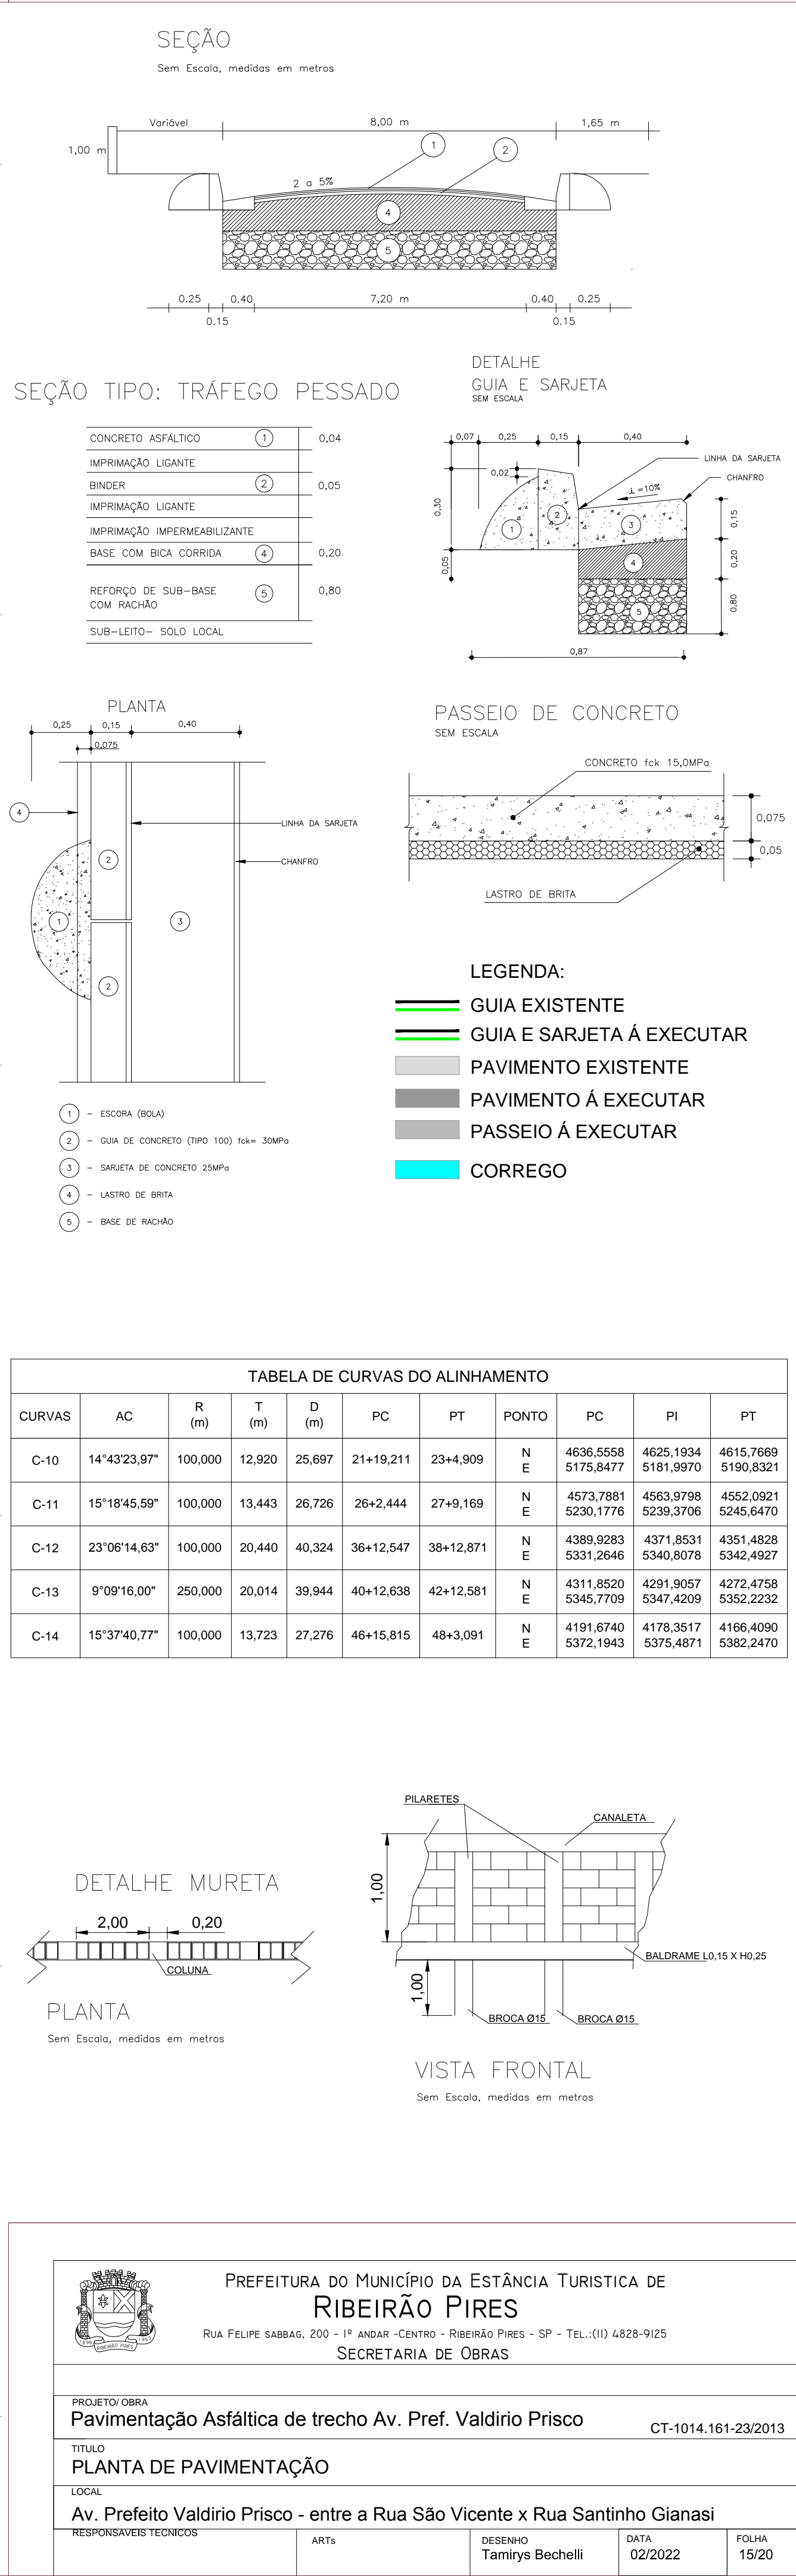 SEÇÃO
Sem Escala, medidas em metros
Variável
8,00 m
1,65 m
1,00 m
1
2
2 a 5%
4
5
0.25
0.40
7,20 m
0.40
0.25
0.15
0.15
SEÇÃO TIPO: TRÁFEGO PESSADO
CONCRETO ASFÁLTICO 1 0,04
IMPRIMAÇÃO LIGANTE
BINDER 2 0,05
IMPRIMAÇÃO LIGANTE
IMPRIMAÇÃO IMPERMEABILIZANTE
BASE COM BICA CORRIDA 4 0,20
REFORÇO DE SUB-BASE
COM RACHÃO 5 0,80
SUB-LEITO- SOLO LOCAL
DETALHE
GUIA E SARJETA
SEM ESCALA
0,07 0,25 0,15 0,40
LINHA DA SARJETA
CHANFRO
0,02
i =10%
0,30
0,05
1
2
3
4
5
0,15
0,20
0,80
0,87
PLANTA
0,25 0,15 0,40
0,075
4
LINHA DA SARJETA
2
CHANFRO
1
3
2
1 - ESCORA (BOLA)
2 - GUIA DE CONCRETO (TIPO 100) fck= 30MPa
3 - SARJETA DE CONCRETO 25MPa
4 - LASTRO DE BRITA
5 - BASE DE RACHÃO
PASSEIO DE CONCRETO
SEM ESCALA
CONCRETO fck 15,0MPa
0,075
0,05
LASTRO DE BRITA
LEGENDA:
GUIA EXISTENTE
GUIA E SARJETA Á EXECUTAR
PAVIMENTO EXISTENTE
PAVIMENTO Á EXECUTAR
PASSEIO Á EXECUTAR
CORREGO
TABELA DE CURVAS DO ALINHAMENTO
CURVAS AC R (m) T (m) D (m) PC PT PONTO PC PI PT
C-10 14°43'23,97" 100,000 12,920 25,697 21+19,211 23+4,909 N 4636,5558 4625,1934 4615,7669
E 5175,8477 5181,9970 5190,8321
C-11 15°18'45,59" 100,000 13,443 26,726 26+2,444 27+9,169 N 4573,7881 4563,9798 4552,0921
E 5230,1776 5239,3706 5245,6470
C-12 23°06'14,63" 100,000 20,440 40,324 36+12,547 38+12,871 N 4389,9283 4371,8531 4351,4828
E 5331,2646 5340,8078 5342,4927
C-13 9°09'16,00" 250,000 20,014 39,944 40+12,638 42+12,581 N 4311,8520 4291,9057 4272,4758
E 5345,7709 5347,4209 5352,2232
C-14 15°37'40,77" 100,000 13,723 27,276 46+15,815 48+3,091 N 4191,6740 4178,3517 4166,4090
E 5372,1943 5375,4871 5382,2470
DETALHE MURETA
2,00 0,20
COLUNA
PLANTA
Sem Escala, medidas em metros
PILARETES
CANALETA
1,00
BALDRAME L0,15 X H0,25
1,00
BROCA Ø15
BROCA Ø15
VISTA FRONTAL
Sem Escala, medidas em metros
RIBEIRÃO PIRES
PREFEITURA DO MUNICÍPIO DA ESTÂNCIA TURISTICA DE
RIBEIRÃO PIRES
RUA FELIPE SABBAG, 200 - 1º ANDAR -CENTRO - RIBEIRÃO PIRES - SP - TEL.:(11) 4828-9125
SECRETARIA DE OBRAS
PROJETO/ OBRA
Pavimentação Asfáltica de trecho Av. Pref. Valdirio Prisco
CT-1014.161-23/2013
TITULO
PLANTA DE PAVIMENTAÇÃO
LOCAL
Av. Prefeito Valdirio Prisco - entre a Rua São Vicente x Rua Santinho Gianasi
RESPONSAVEIS TECNICOS
ARTs
DESENHO
Tamirys Bechelli
DATA
02/2022
FOLHA
15/20